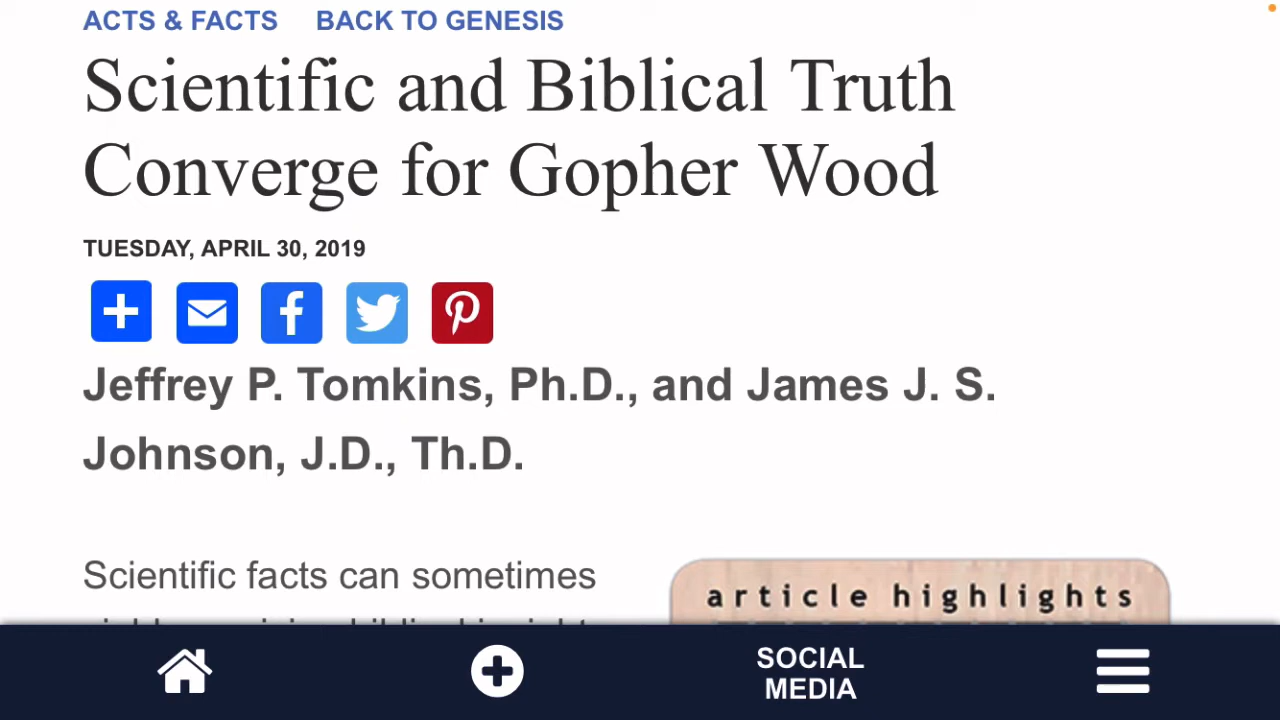 ACTS & FACTS BACK TO GENESIS
Scientific and Biblical Truth
Converge for Gopher Wood
TUESDAY, APRIL 30, 2019
Jeffrey P. Tomkins, Ph.D., and James J. S.
Johnson, J.D., Th.D.
Scientific facts can sometimes
article highlights
SOCIAL
MEDIA